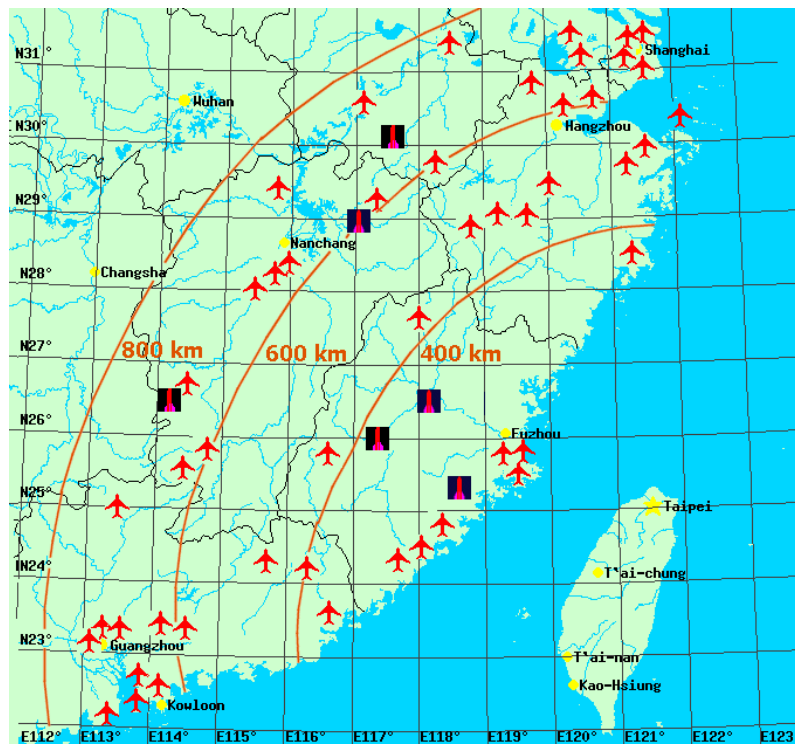 N31°
Shanghai
Wuhan
N30°
Hangzhou
N29°
Nanchang
N28°
Changsha
N27°
800 km
600 km
400 km
N26°
Fuzhou
N25°
Taipei
N24°
T'ai-chung
N23°
Guangzhou
T'ai-nan
Kao-Hsiung
Kowloon
E112° E113° E114° E115° E116° E117° E118° E119° E120° E121° E122° E123